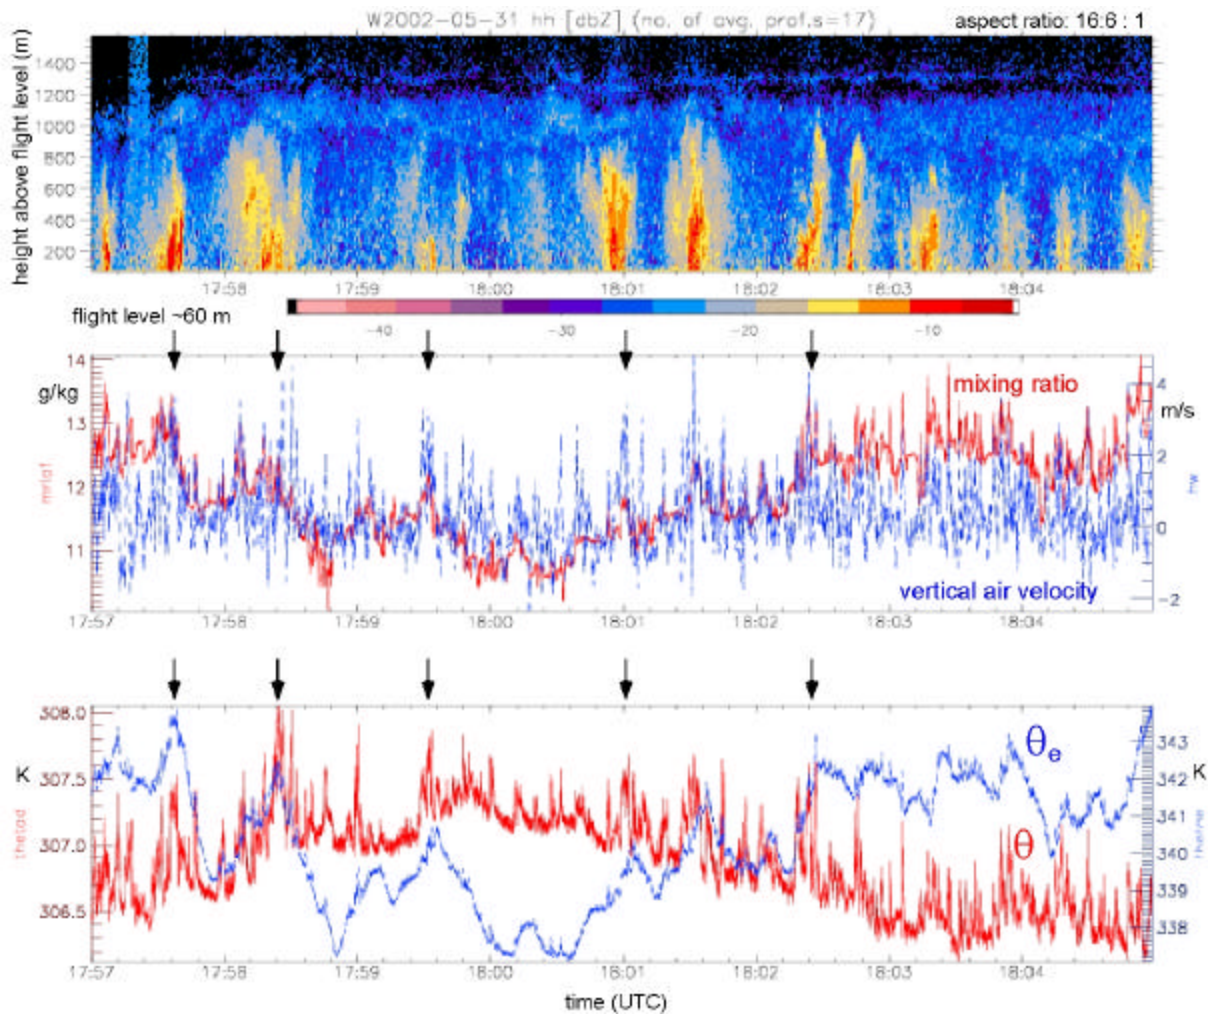 W2002-05-31 hh [dbZ] (no. of avg. prof.s=17)
aspect ratio: 16:6 : 1
height above flight level (m)
1400
1200
1000
800
600
400
200
17:58 17:59 18:00 18:01 18:02 18:03 18:04
flight level ~60 m
-40 -30 -20 -10
14
g/kg
13
12
11
mixing ratio
4
m/s
2
0
-2
hw
vertical air velocity
17:57 17:58 17:59 18:00 18:01 18:02 18:03 18:04
308.0
K
307.5
307.0
306.5
thetad
θe
θ
343
342
K
341
340
339
338
17:57 17:58 17:59 18:00 18:01 18:02 18:03 18:04
time (UTC)